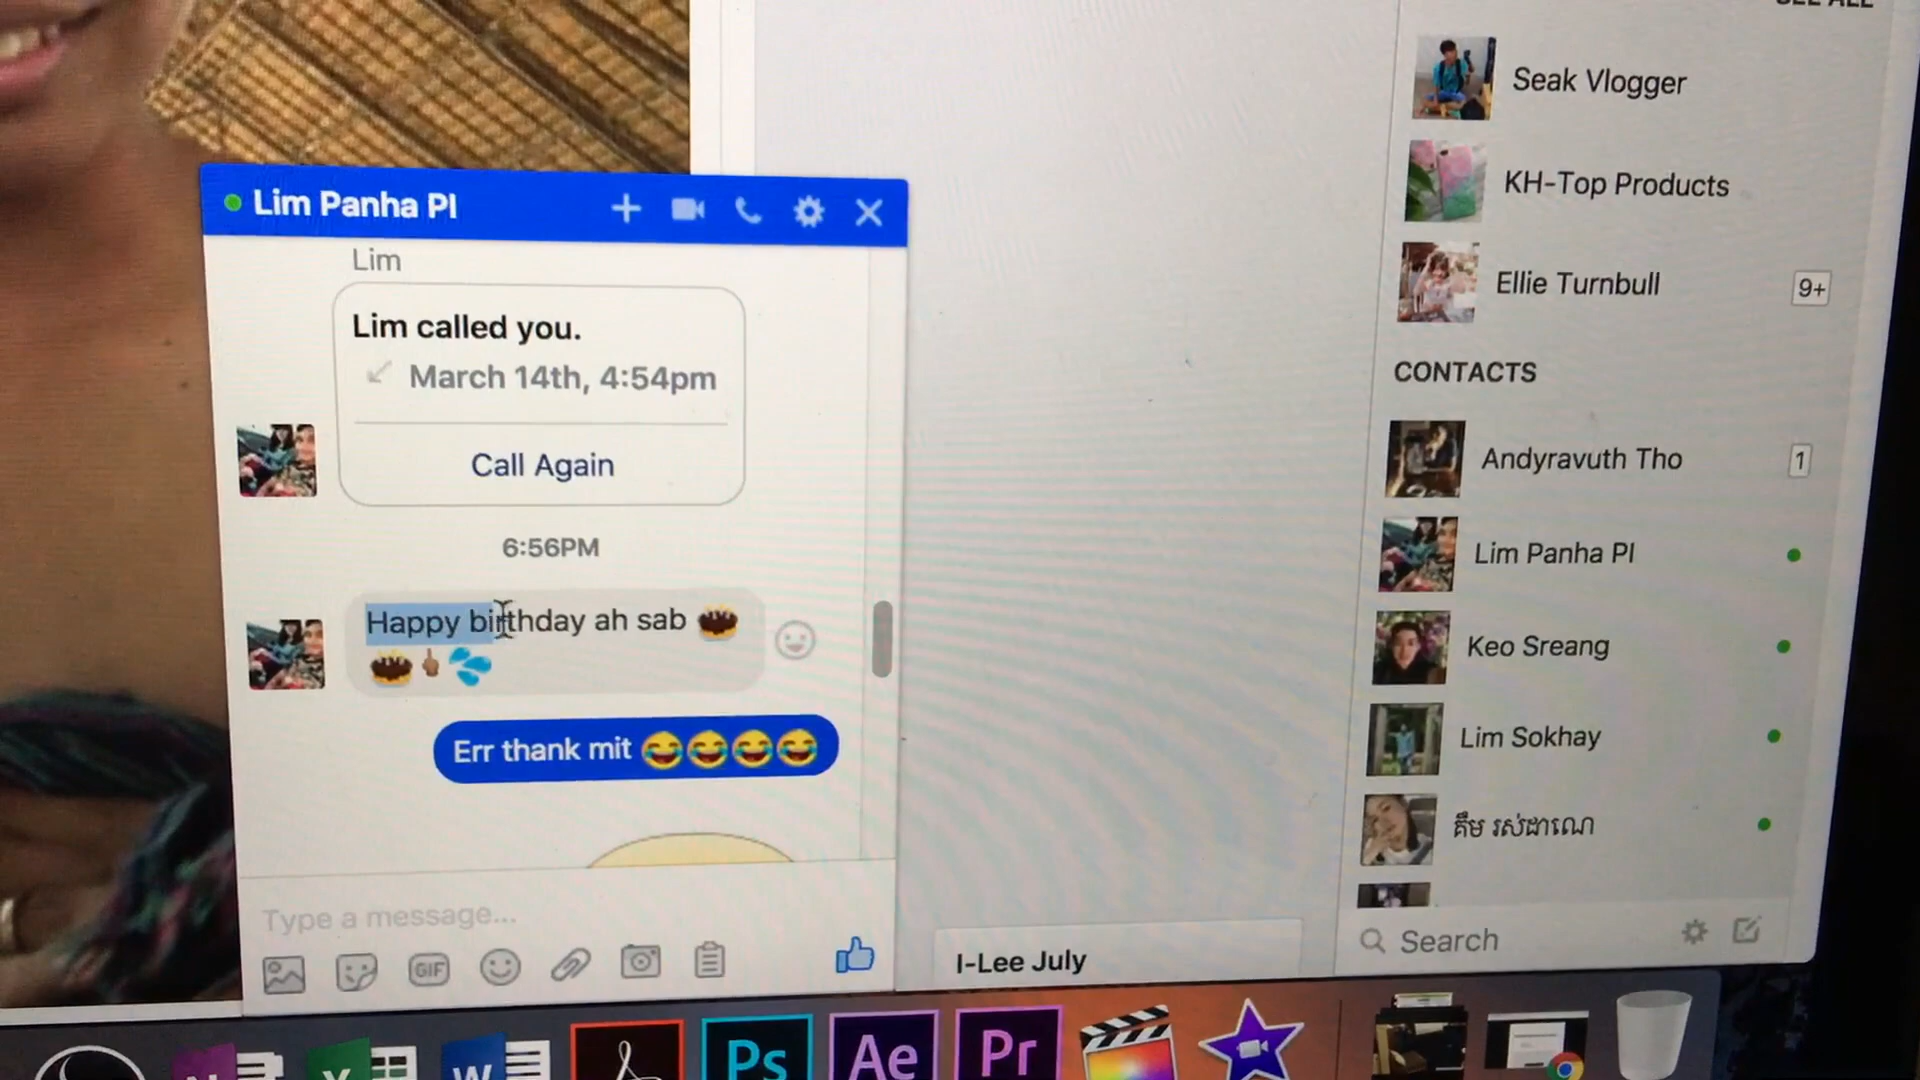 SEE ALL
Seak Vlogger
KH-Top Products
Ellie Turnbull 9+
CONTACTS
Andyravuth Tho 1
Lim Panha Pl
Keo Sreang
Lim Sokhay
គឹម រស់ដាណេ
Search
Lim Panha Pl
Lim
Lim called you.
March 14th, 4:54pm
Call Again
6:56PM
Happy birthday ah sab 🎂
🎂🖕🏽💦
Err thank mit 😂😂😂😂
Type a message...
GIF
I-Lee July
N
X
W
Ps
Ae
Pr